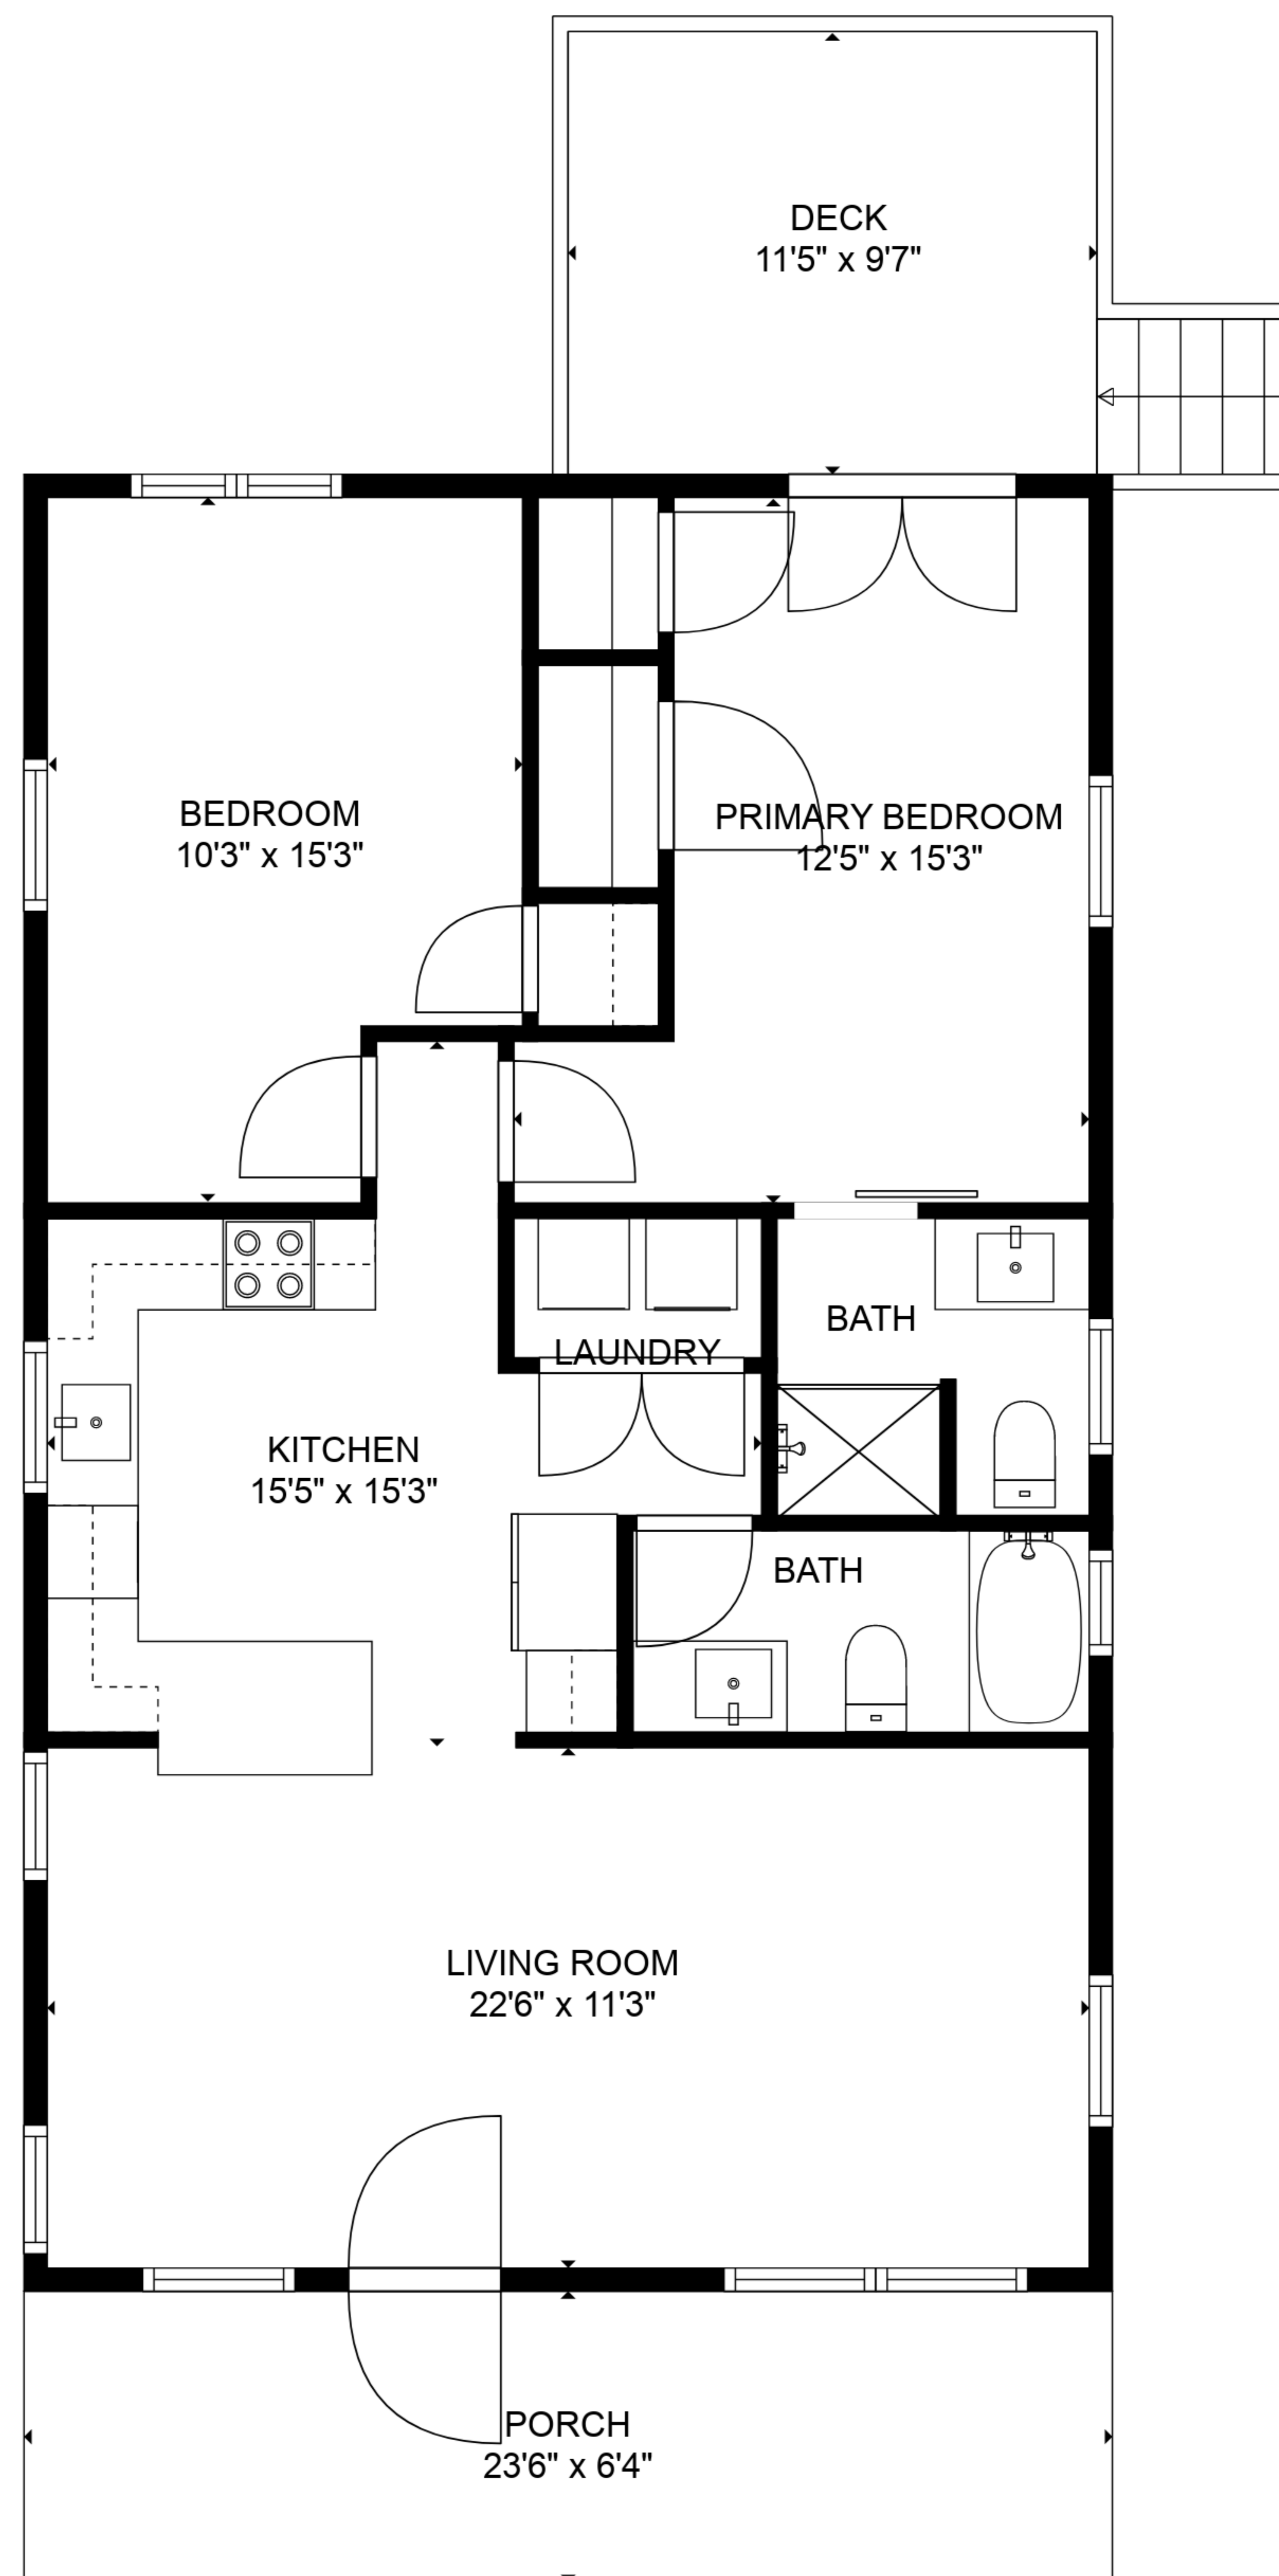 DECK
11'5" x 9'7"
BEDROOM
10'3" x 15'3"
PRIMARY BEDROOM
12'5" x 15'3"
BATH
LAUNDRY
KITCHEN
15'5" x 15'3"
BATH
LIVING ROOM
22'6" x 11'3"
PORCH
23'6" x 6'4"